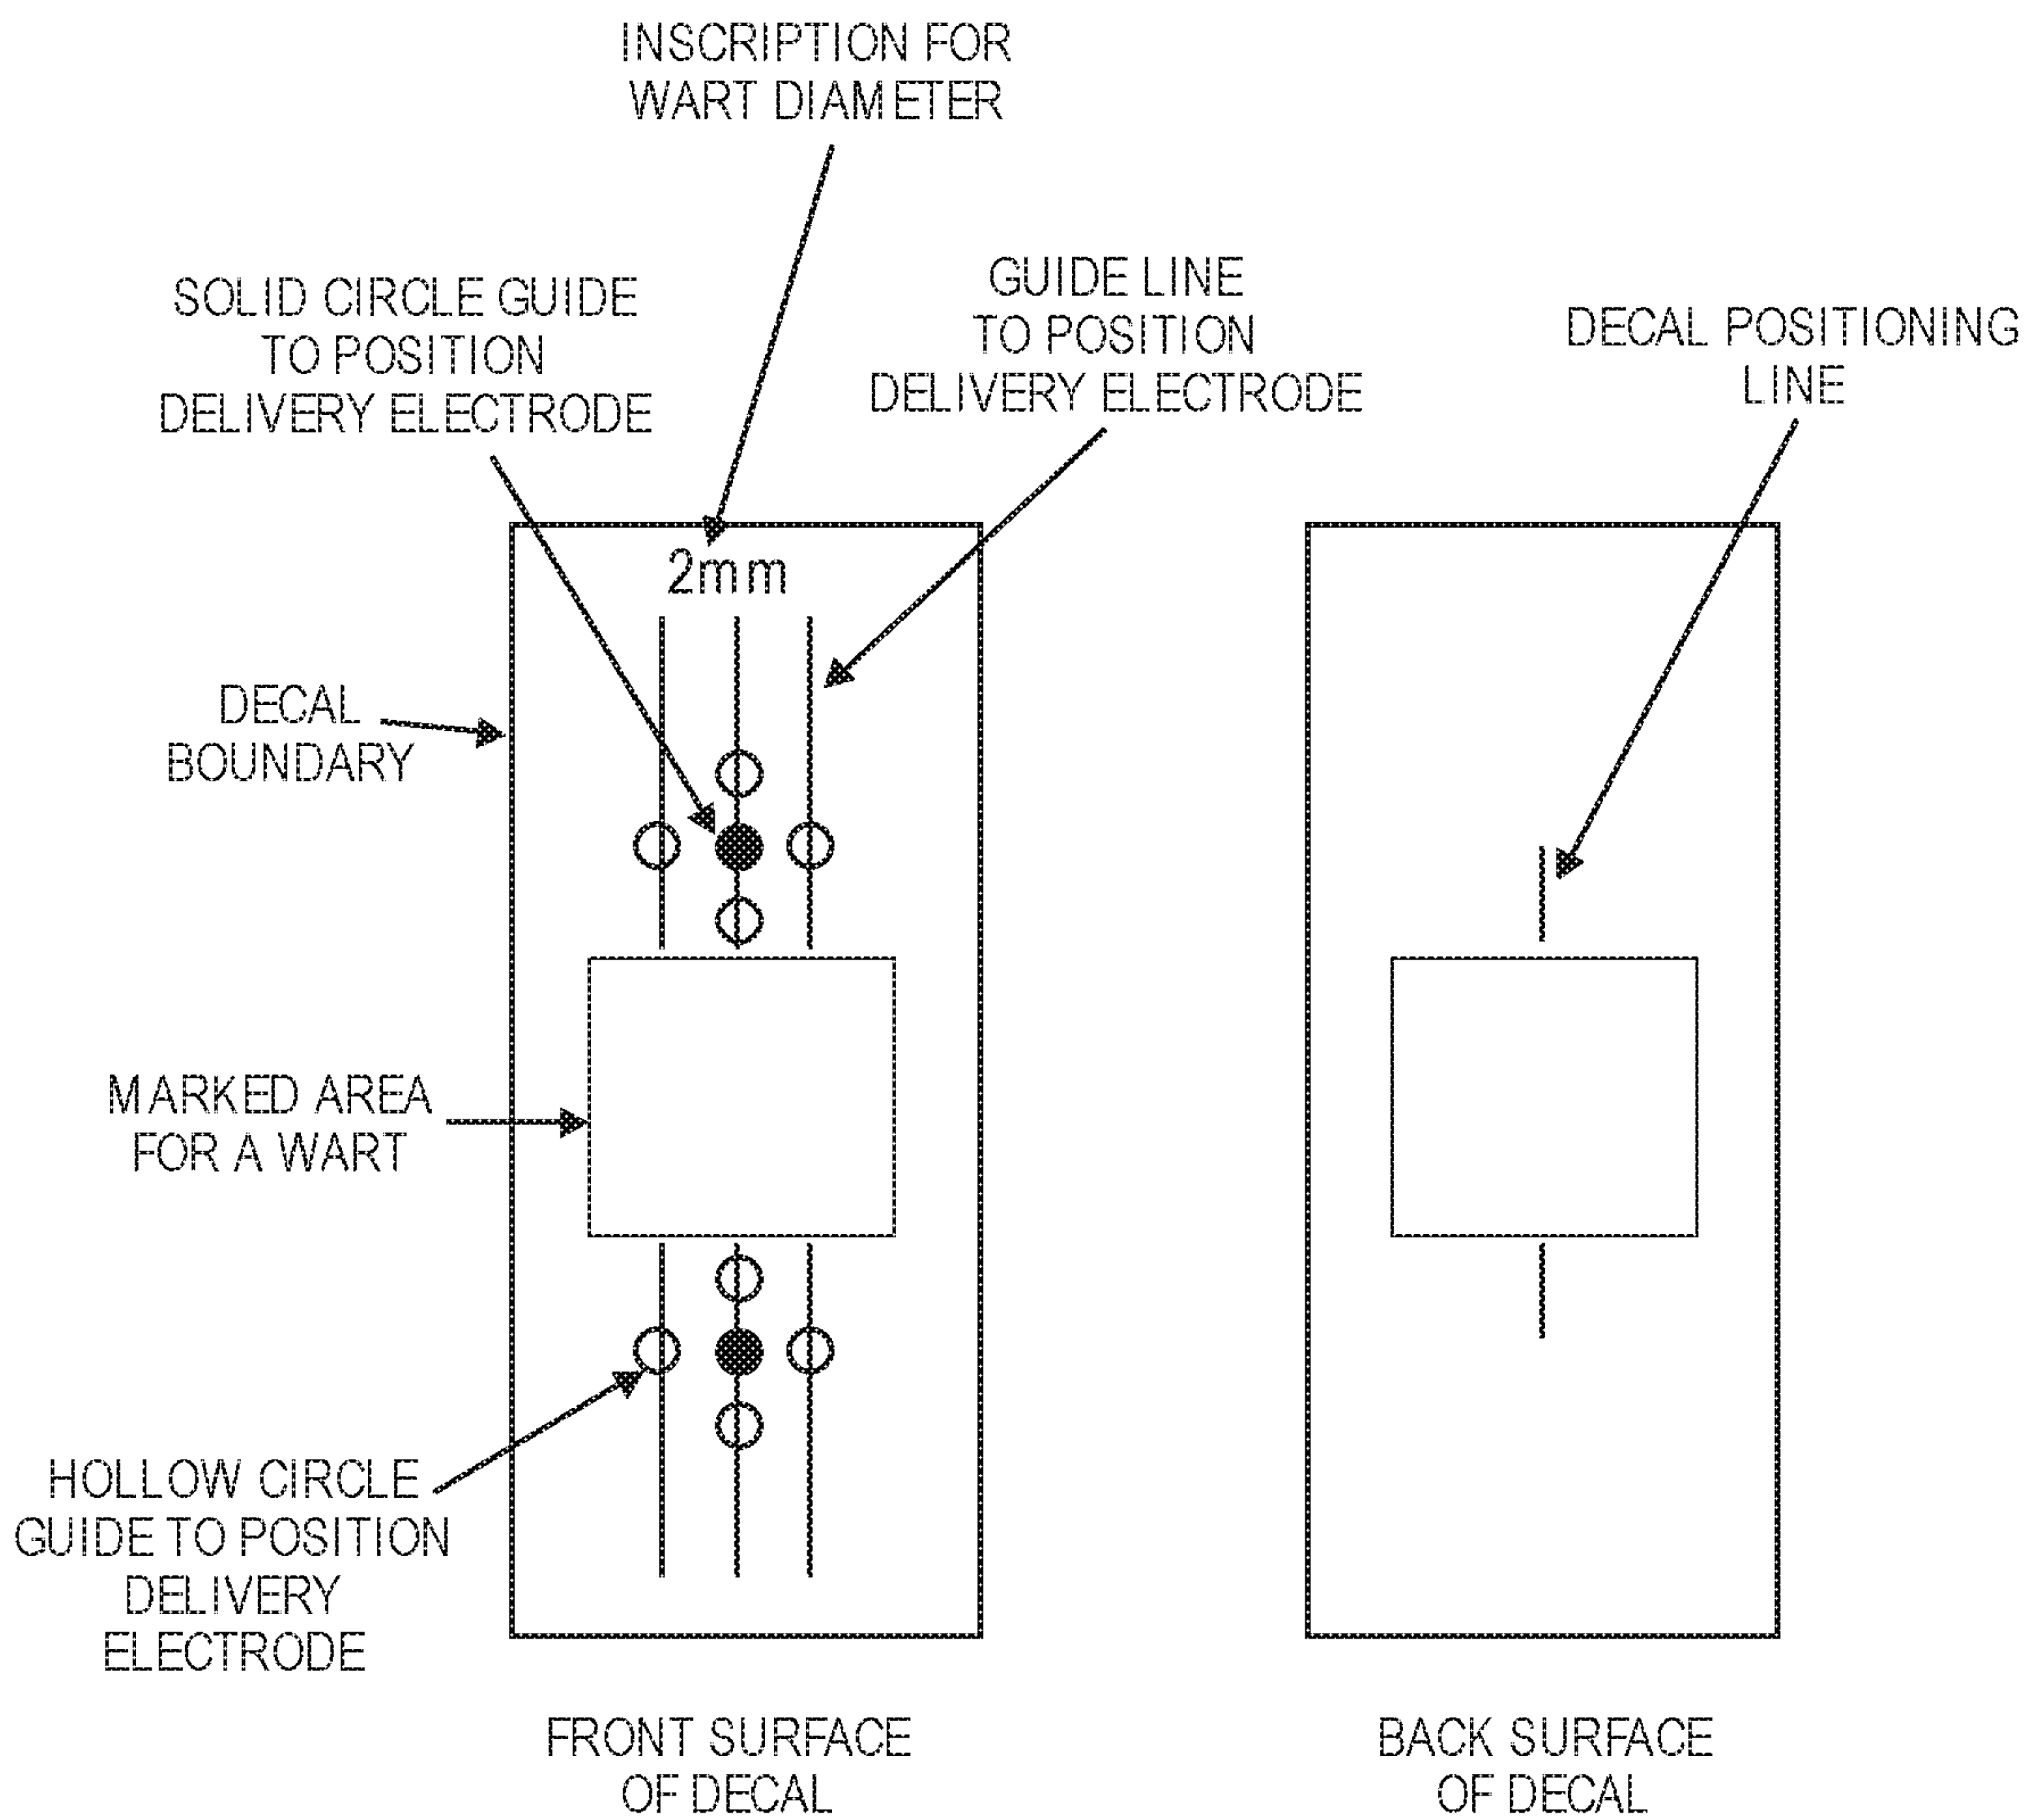 INSCRIPTION FOR
WART DIAMETER
SOLID CIRCLE GUIDE
TO POSITION
DELIVERY ELECTRODE
GUIDE LINE
TO POSITION
DELIVERY ELECTRODE
DECAL POSITIONING
LINE
2mm
DECAL
BOUNDARY
MARKED AREA
FOR A WART
HOLLOW CIRCLE
GUIDE TO POSITION
DELIVERY
ELECTRODE
FRONT SURFACE
OF DECAL
BACK SURFACE
OF DECAL